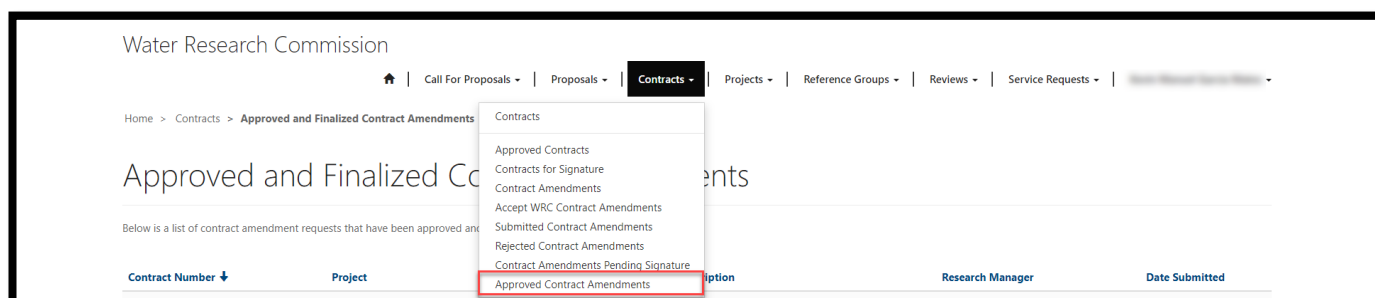 Water Research Commission
Call For Proposals Proposals Contracts Projects Reference Groups Reviews Service Requests
Home > Contracts > Approved and Finalized Contract Amendments
Contracts
Approved Contracts
Approved and Finalized Co ents
Contracts for Signature
Contract Amendments
Accept WRC Contract Amendments
Below is a list of contract amendment requests that have been approved and
Submitted Contract Amendments
Rejected Contract Amendments
Contract Amendments Pending Signature
Contract Number Project iption Research Manager Date Submitted
Approved Contract Amendments